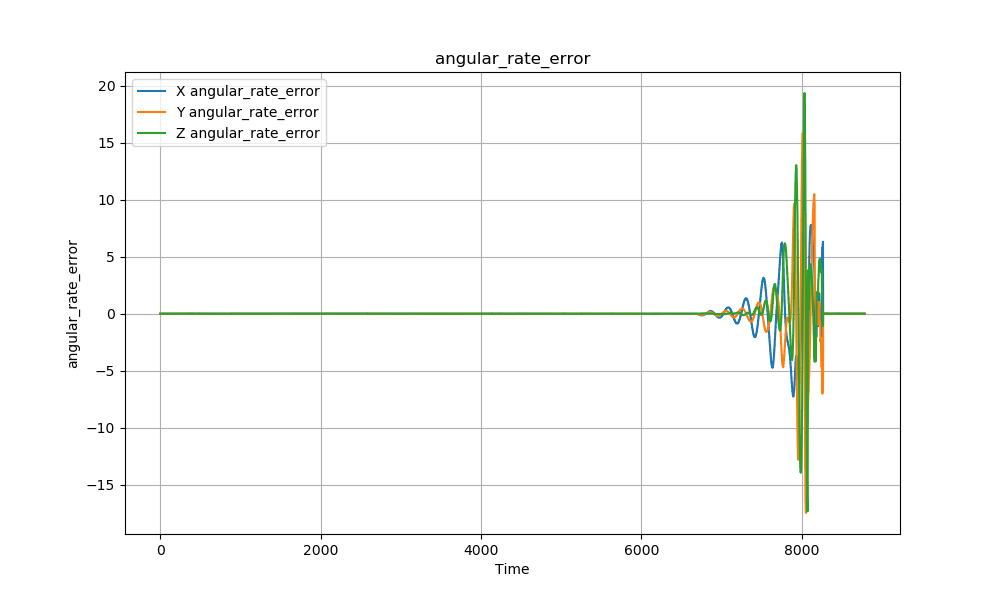 angular_rate_error
X angular_rate_error
Y angular_rate_error
Z angular_rate_error
angular_rate_error
20
15
10
5
0
−5
−10
−15
0 2000 4000 6000 8000
Time